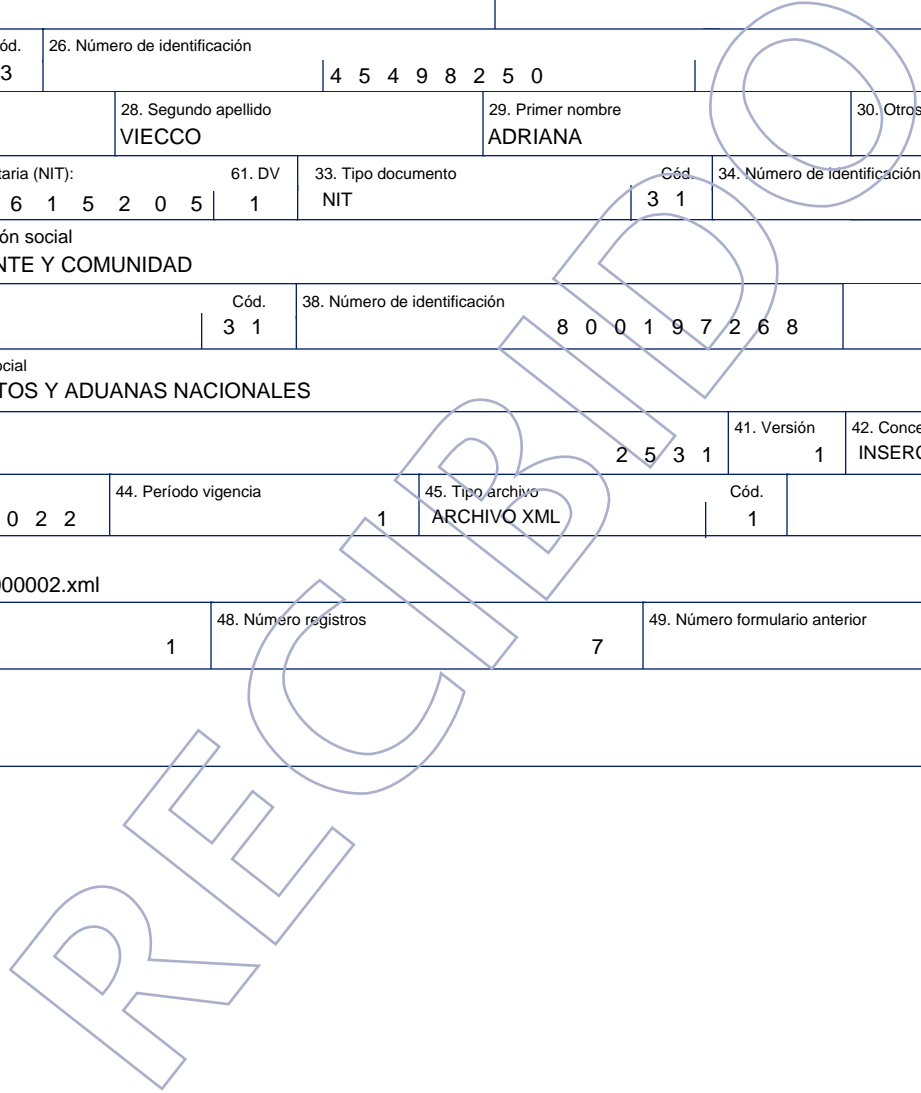 ód. 26. Número de identificación
3 4 5 4 9 8 2 5 0
28. Segundo apellido 29. Primer nombre 30. Otros
VIECCO ADRIANA
taria (NIT): 61. DV 33. Tipo documento Cód. 34. Número de identificación
6 1 5 2 0 5 1 NIT 3 1
ón social
NTE Y COMUNIDAD
Cód. 38. Número de identificación
3 1 8 0 0 1 9 7 2 6 8
ocial
TOS Y ADUANAS NACIONALES
41. Versión 42. Conce
2 5 3 1 1 INSERC
44. Período vigencia 45. Tipo archivo Cód.
0 2 2 1 ARCHIVO XML 1
000002.xml
48. Número registros 49. Número formulario anterior
1 7
RECIBIDO